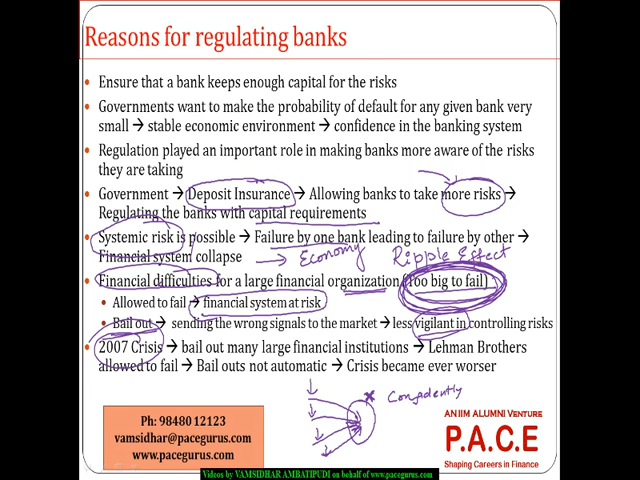 Reasons for regulating banks
• Ensure that a bank keeps enough capital for the risks
• Governments want to make the probability of default for any given bank very
small → stable economic environment → confidence in the banking system
• Regulation played an important role in making banks more aware of the risks
they are taking
• Government → Deposit Insurance → Allowing banks to take more risks →
Regulating the banks with capital requirements
• Systemic risk is possible → Failure by one bank leading to failure by other →
Financial system collapse
→ Economy Ripple Effect
• Financial difficulties for a large financial organization (too big to fail)
• Allowed to fail → financial system at risk
• Bail out → sending the wrong signals to the market → less vigilant in controlling risks
• 2007 Crisis → bail out many large financial institutions → Lehman Brothers
allowed to fail → Bail outs not automatic → Crisis became ever worser
Confidently
Ph: 98480 12123
vamsidhar@pacegurus.com
www.pacegurus.com
AN IIM ALUMNI VENTURE
P.A.C.E
Shaping Careers in Finance
Videos by VAMSIDHAR AMBATIPUDI on behalf of www.pacegurus.com